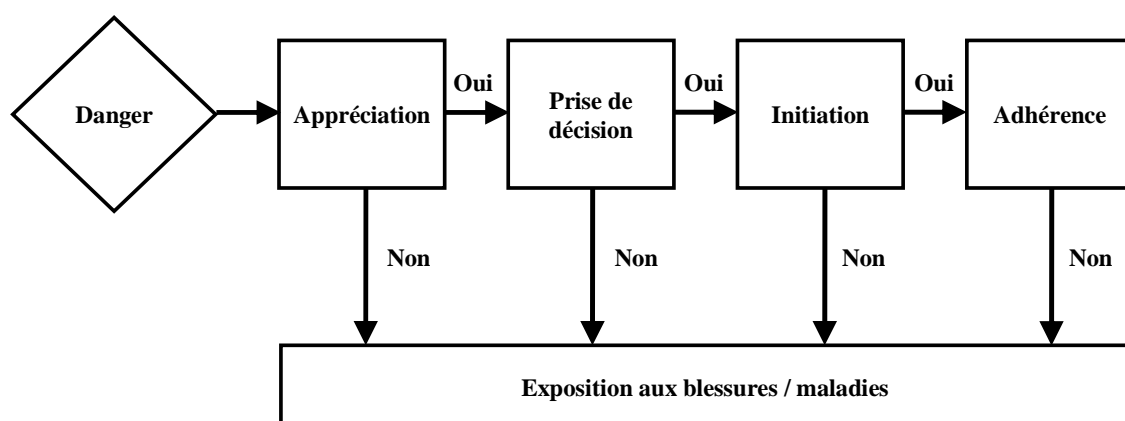 Danger
Appréciation
Oui
Prise de
décision
Oui
Initiation
Oui
Adhérence
Non
Non
Non
Non
Exposition aux blessures / maladies